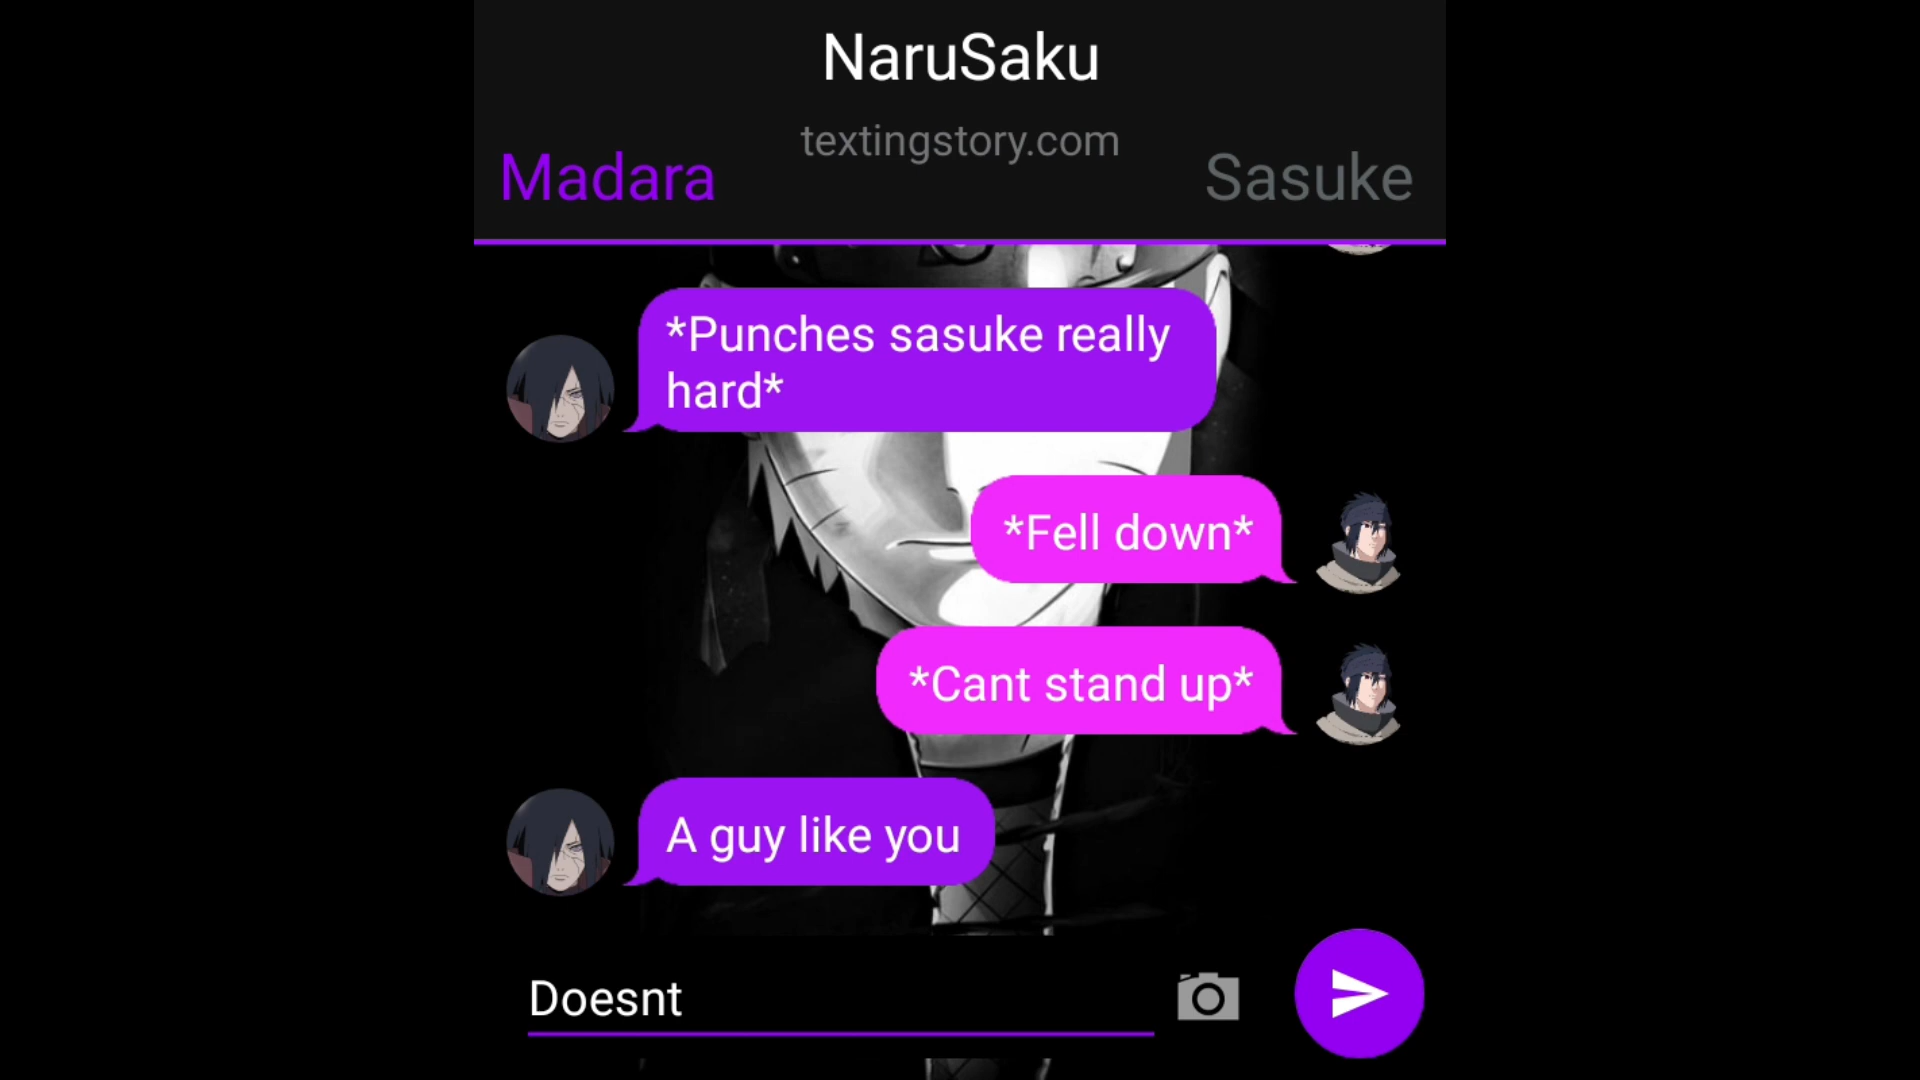 NaruSaku
textingstory.com
Madara
Sasuke
*Punches sasuke really
hard*
*Fell down*
*Cant stand up*
A guy like you
Doesnt